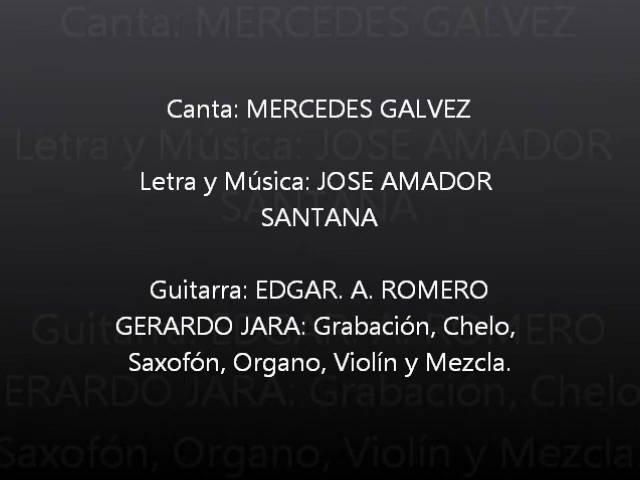 Canta: MERCEDES GALVEZ
Letra y Música: JOSE AMADOR
SANTANA
Guitarra: EDGAR. A. ROMERO
GERARDO JARA: Grabación, Chelo,
Saxofón, Organo, Violín y Mezcla.